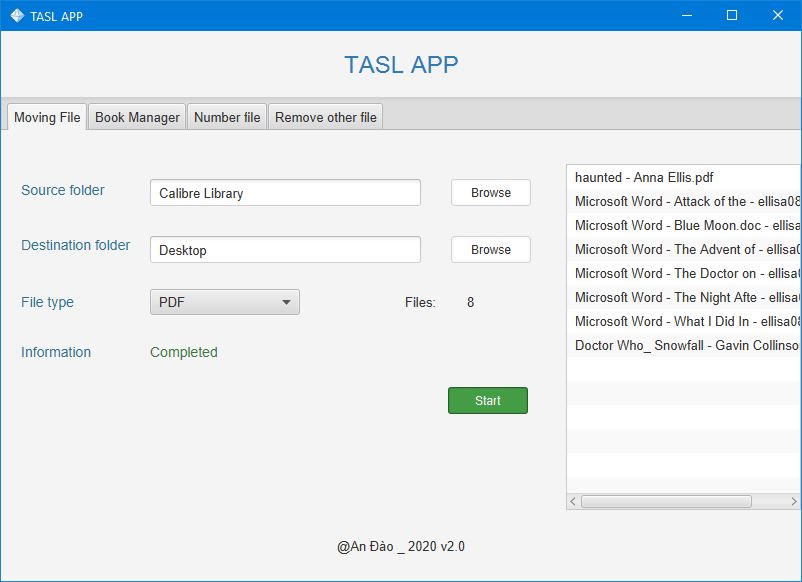 TASL APP
TASL APP
Moving File Book Manager Number file Remove other file
Source folder Calibre Library Browse
Destination folder Desktop Browse
File type PDF Files: 8
Information Completed
Start
haunted - Anna Ellis.pdf
Microsoft Word - Attack of the - ellisa08
Microsoft Word - Blue Moon.doc - ellisa
Microsoft Word - The Advent of - ellisa0
Microsoft Word - The Doctor on - ellisa
Microsoft Word - The Night Afte - ellisa0
Microsoft Word - What I Did In - ellisa08
Doctor Who_ Snowfall - Gavin Collinso
@An Đào _ 2020 v2.0